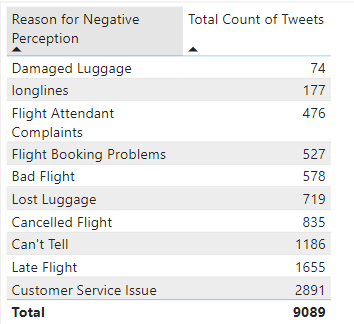 Reason for Negative Perception Total Count of Tweets
Damaged Luggage 74
longlines 177
Flight Attendant Complaints 476
Flight Booking Problems 527
Bad Flight 578
Lost Luggage 719
Cancelled Flight 835
Can't Tell 1186
Late Flight 1655
Customer Service Issue 2891
Total 9089